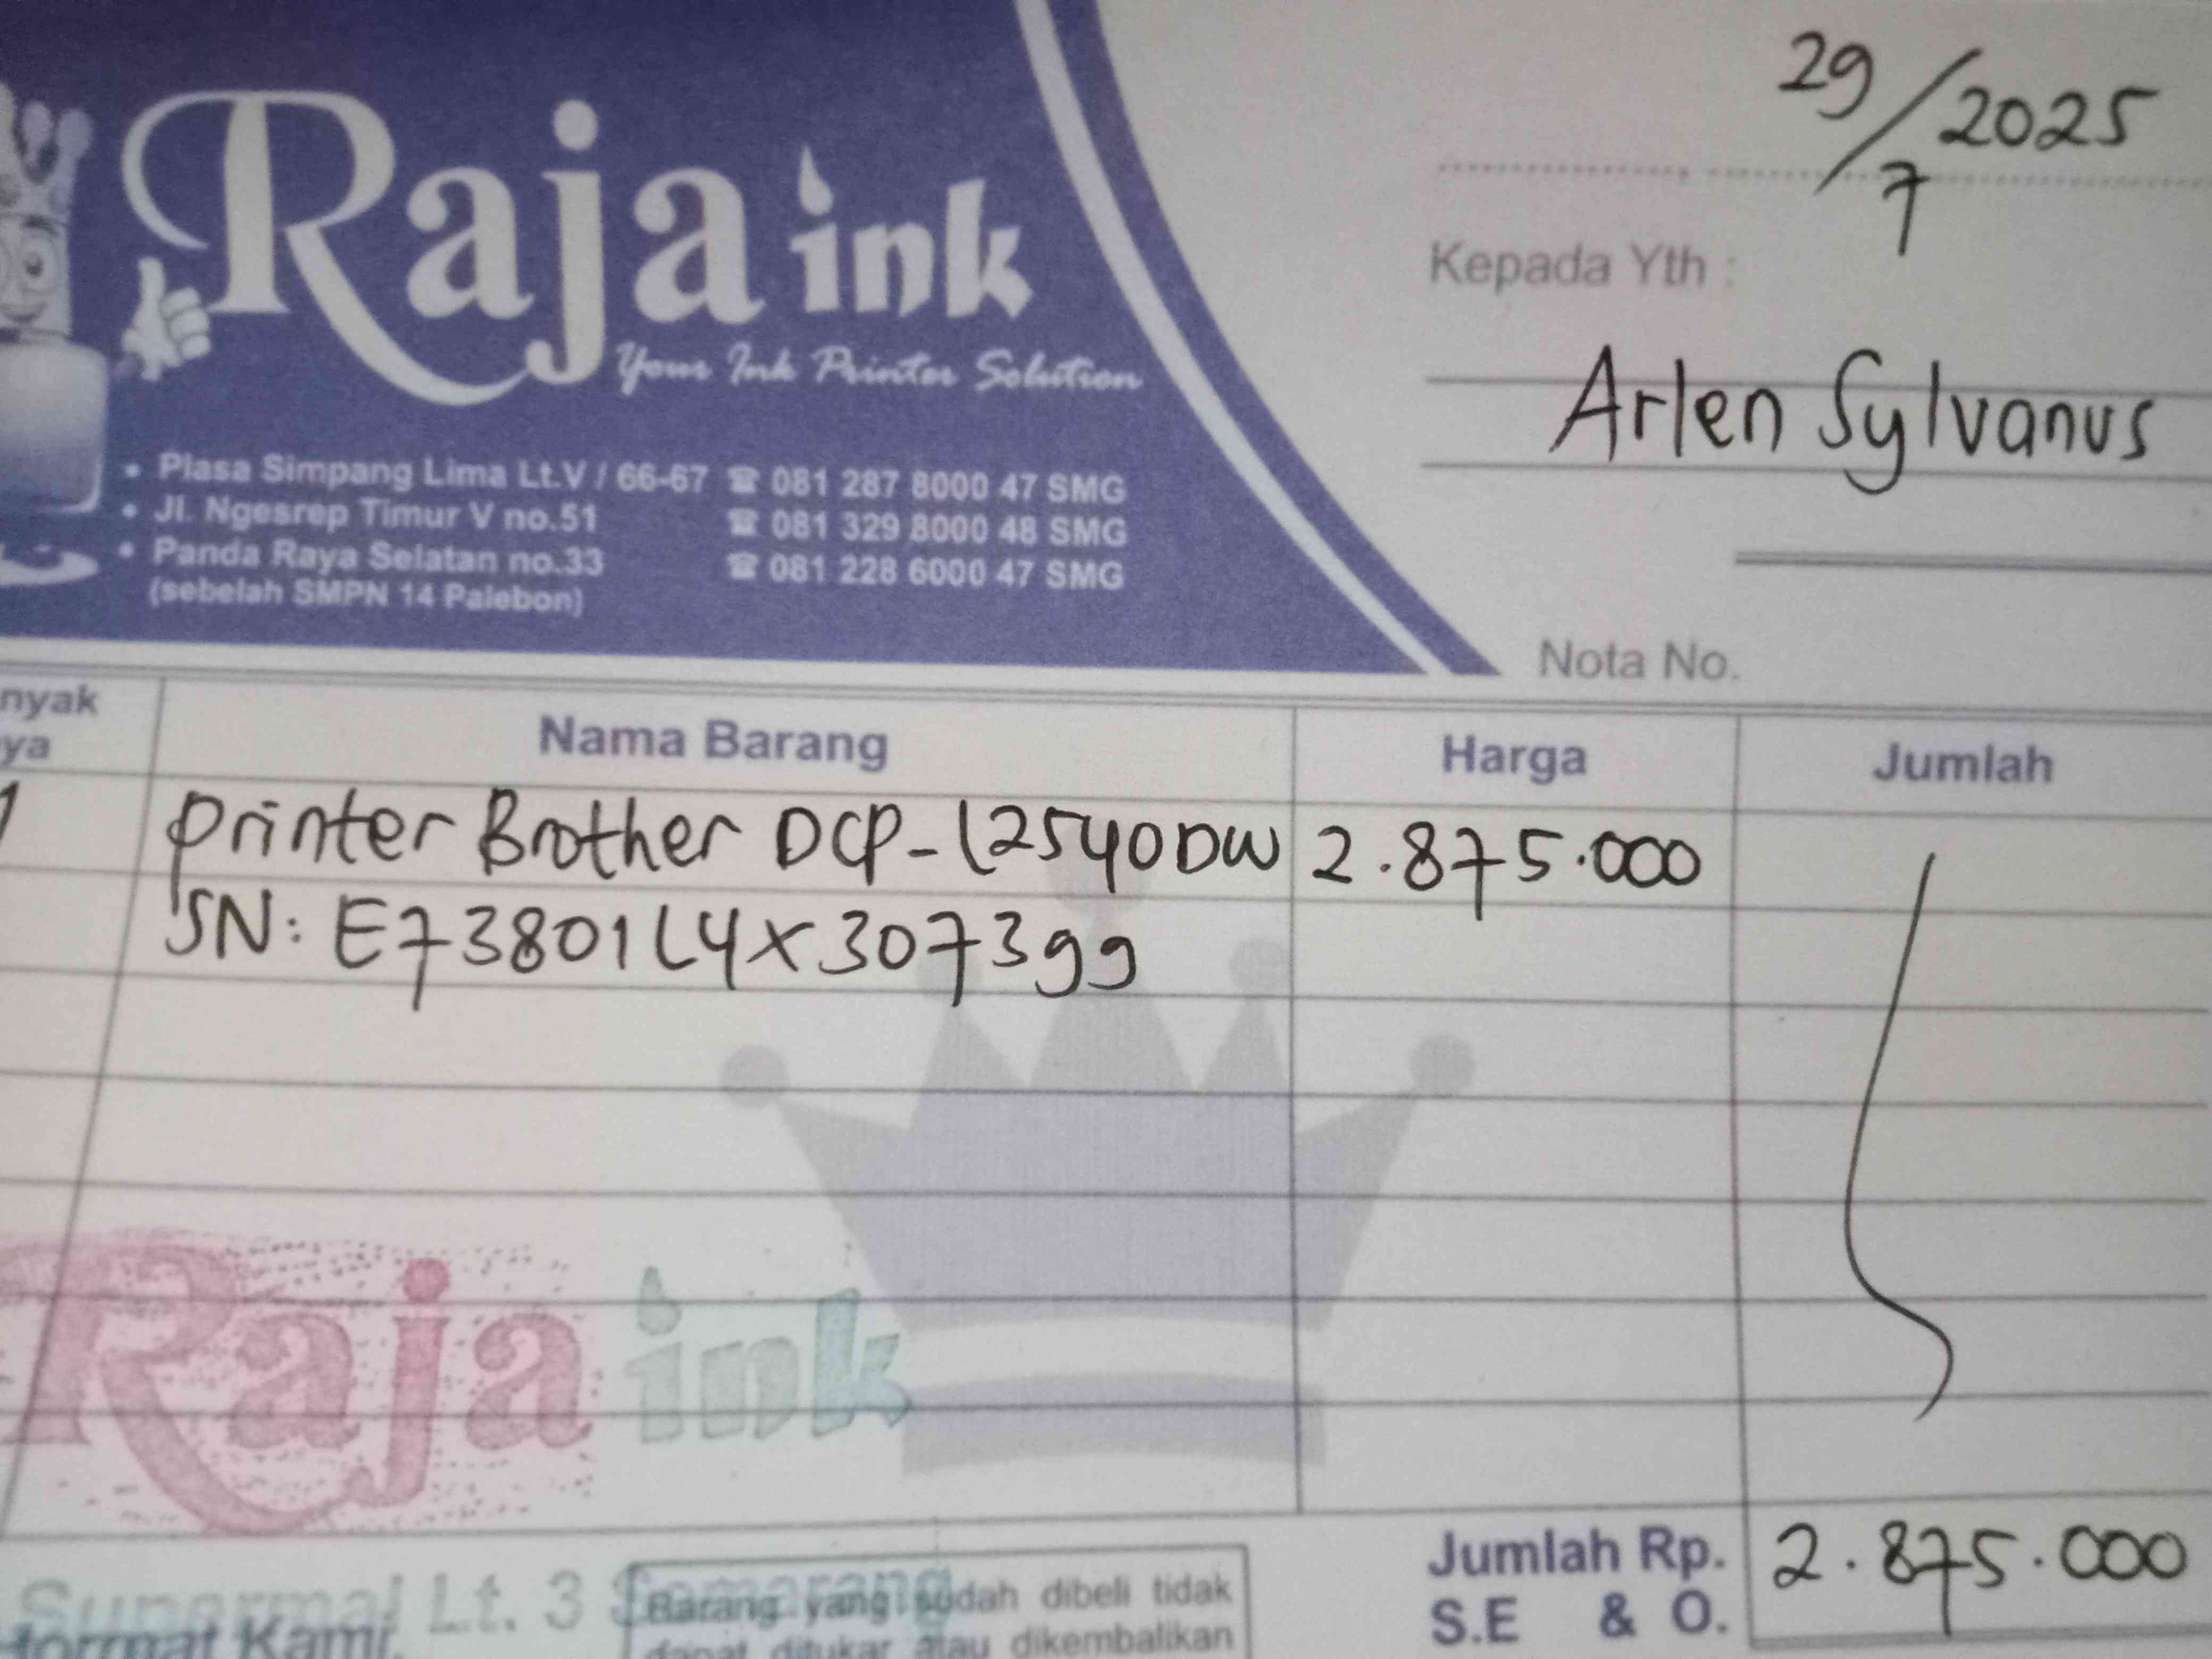 Raja ink
Your Ink Printer Solution
• Plasa Simpang Lima Lt.V / 66-67 ☎ 081 287 8000 47 SMG
• Jl. Ngesrep Timur V no.51 ☎ 081 329 8000 48 SMG
• Panda Raya Selatan no.33 ☎ 081 228 6000 47 SMG
(sebelah SMPN 14 Palebon)
29/7 2025
Kepada Yth :
Arlen Sylvanus
Nota No.
nyak
ya
Nama Barang
Harga
Jumlah
1 Printer Brother DCP-L2540DW 2.875.000
SN: E73801L4X307399
Raja ink
Supermal Lt. 3 Semarang
Hormat Kami,
Barang yang sudah dibeli tidak
dapat ditukar atau dikembalikan
Jumlah Rp. 2.875.000
S.E & O.